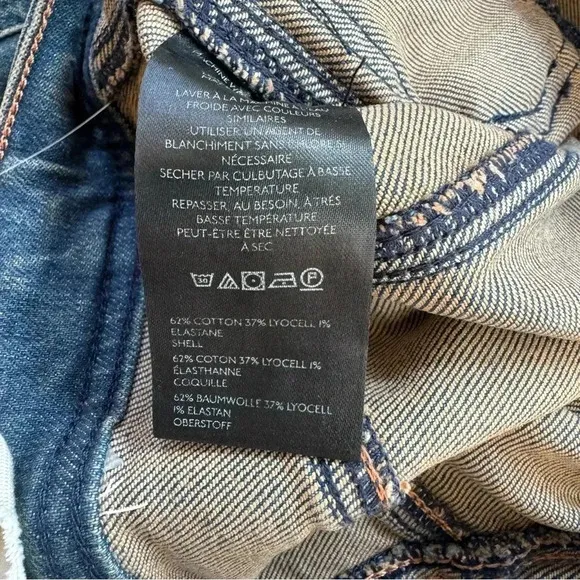 LAVER À LA MACHINE À EAU
FROIDE AVEC COULEURS
SIMILAIRES
UTILISER UN AGENT DE
BLANCHIMENT SANS CHLORE SI
NÉCESSAIRE
SECHER PAR CULBUTAGE À BASSE
TEMPERATURE
REPASSER, AU BESOIN, À TRÈS
BASSE TEMPÉRATURE
PEUT-ÊTRE ÊTRE NETTOYÉE
À SEC
30 P
62% COTTON 37% LYOCELL 1%
ELASTANE
SHELL
62% COTON 37% LYOCELL 1%
ÉLASTHANNE
COQUILLE
62% BAUMWOLLE 37% LYOCELL
1% ELASTAN
OBERSTOFF